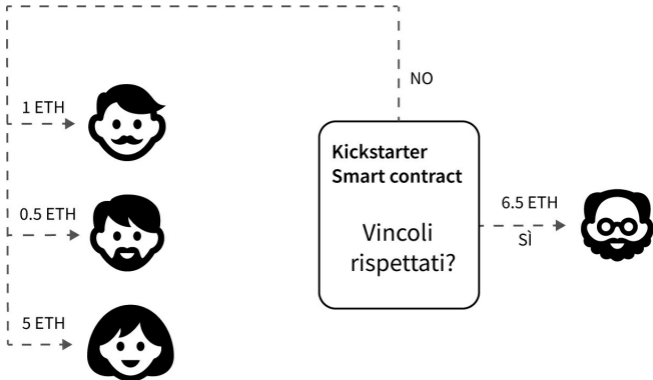 NO
1 ETH
Kickstarter
Smart contract
0.5 ETH
6.5 ETH
Vincoli
rispettati?
SÌ
5 ETH